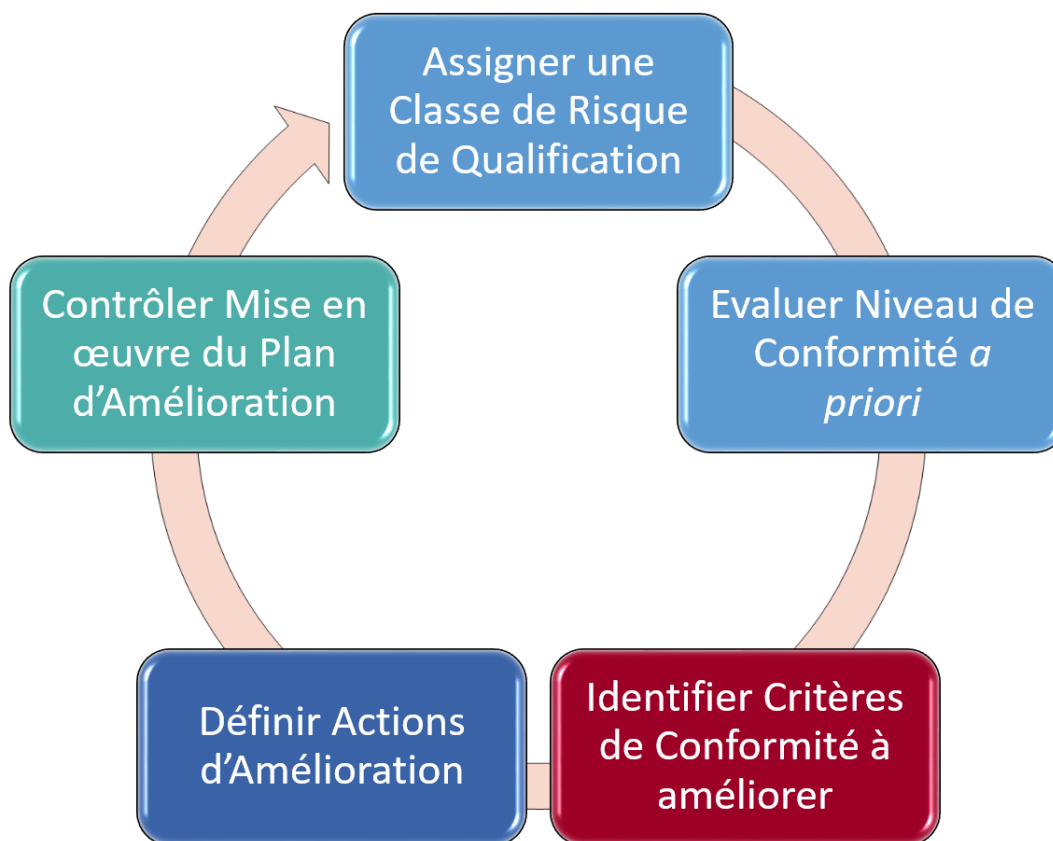 Assigner une
Classe de Risque
de Qualification
Evaluer Niveau de
Conformité a
priori
Identifier Critères
de Conformité à
améliorer
Définir Actions
d’Amélioration
Contrôler Mise en
œuvre du Plan
d’Amélioration